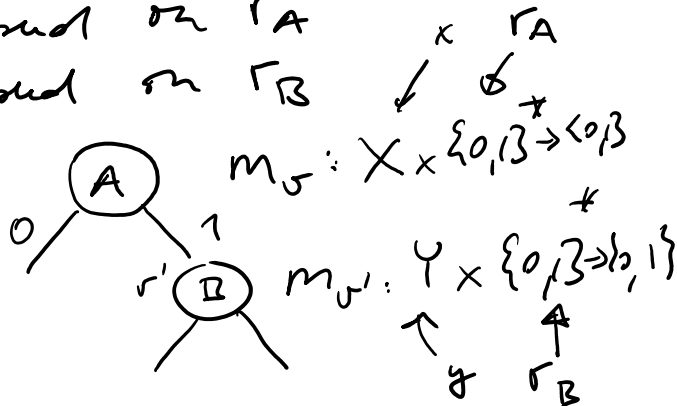 on r_A
on r_B
x r_A
A m_v : X × {0,1}* → {0,1}
0 1
v' B m_v' : Y × {0,1}* → {0,1}
y r_B